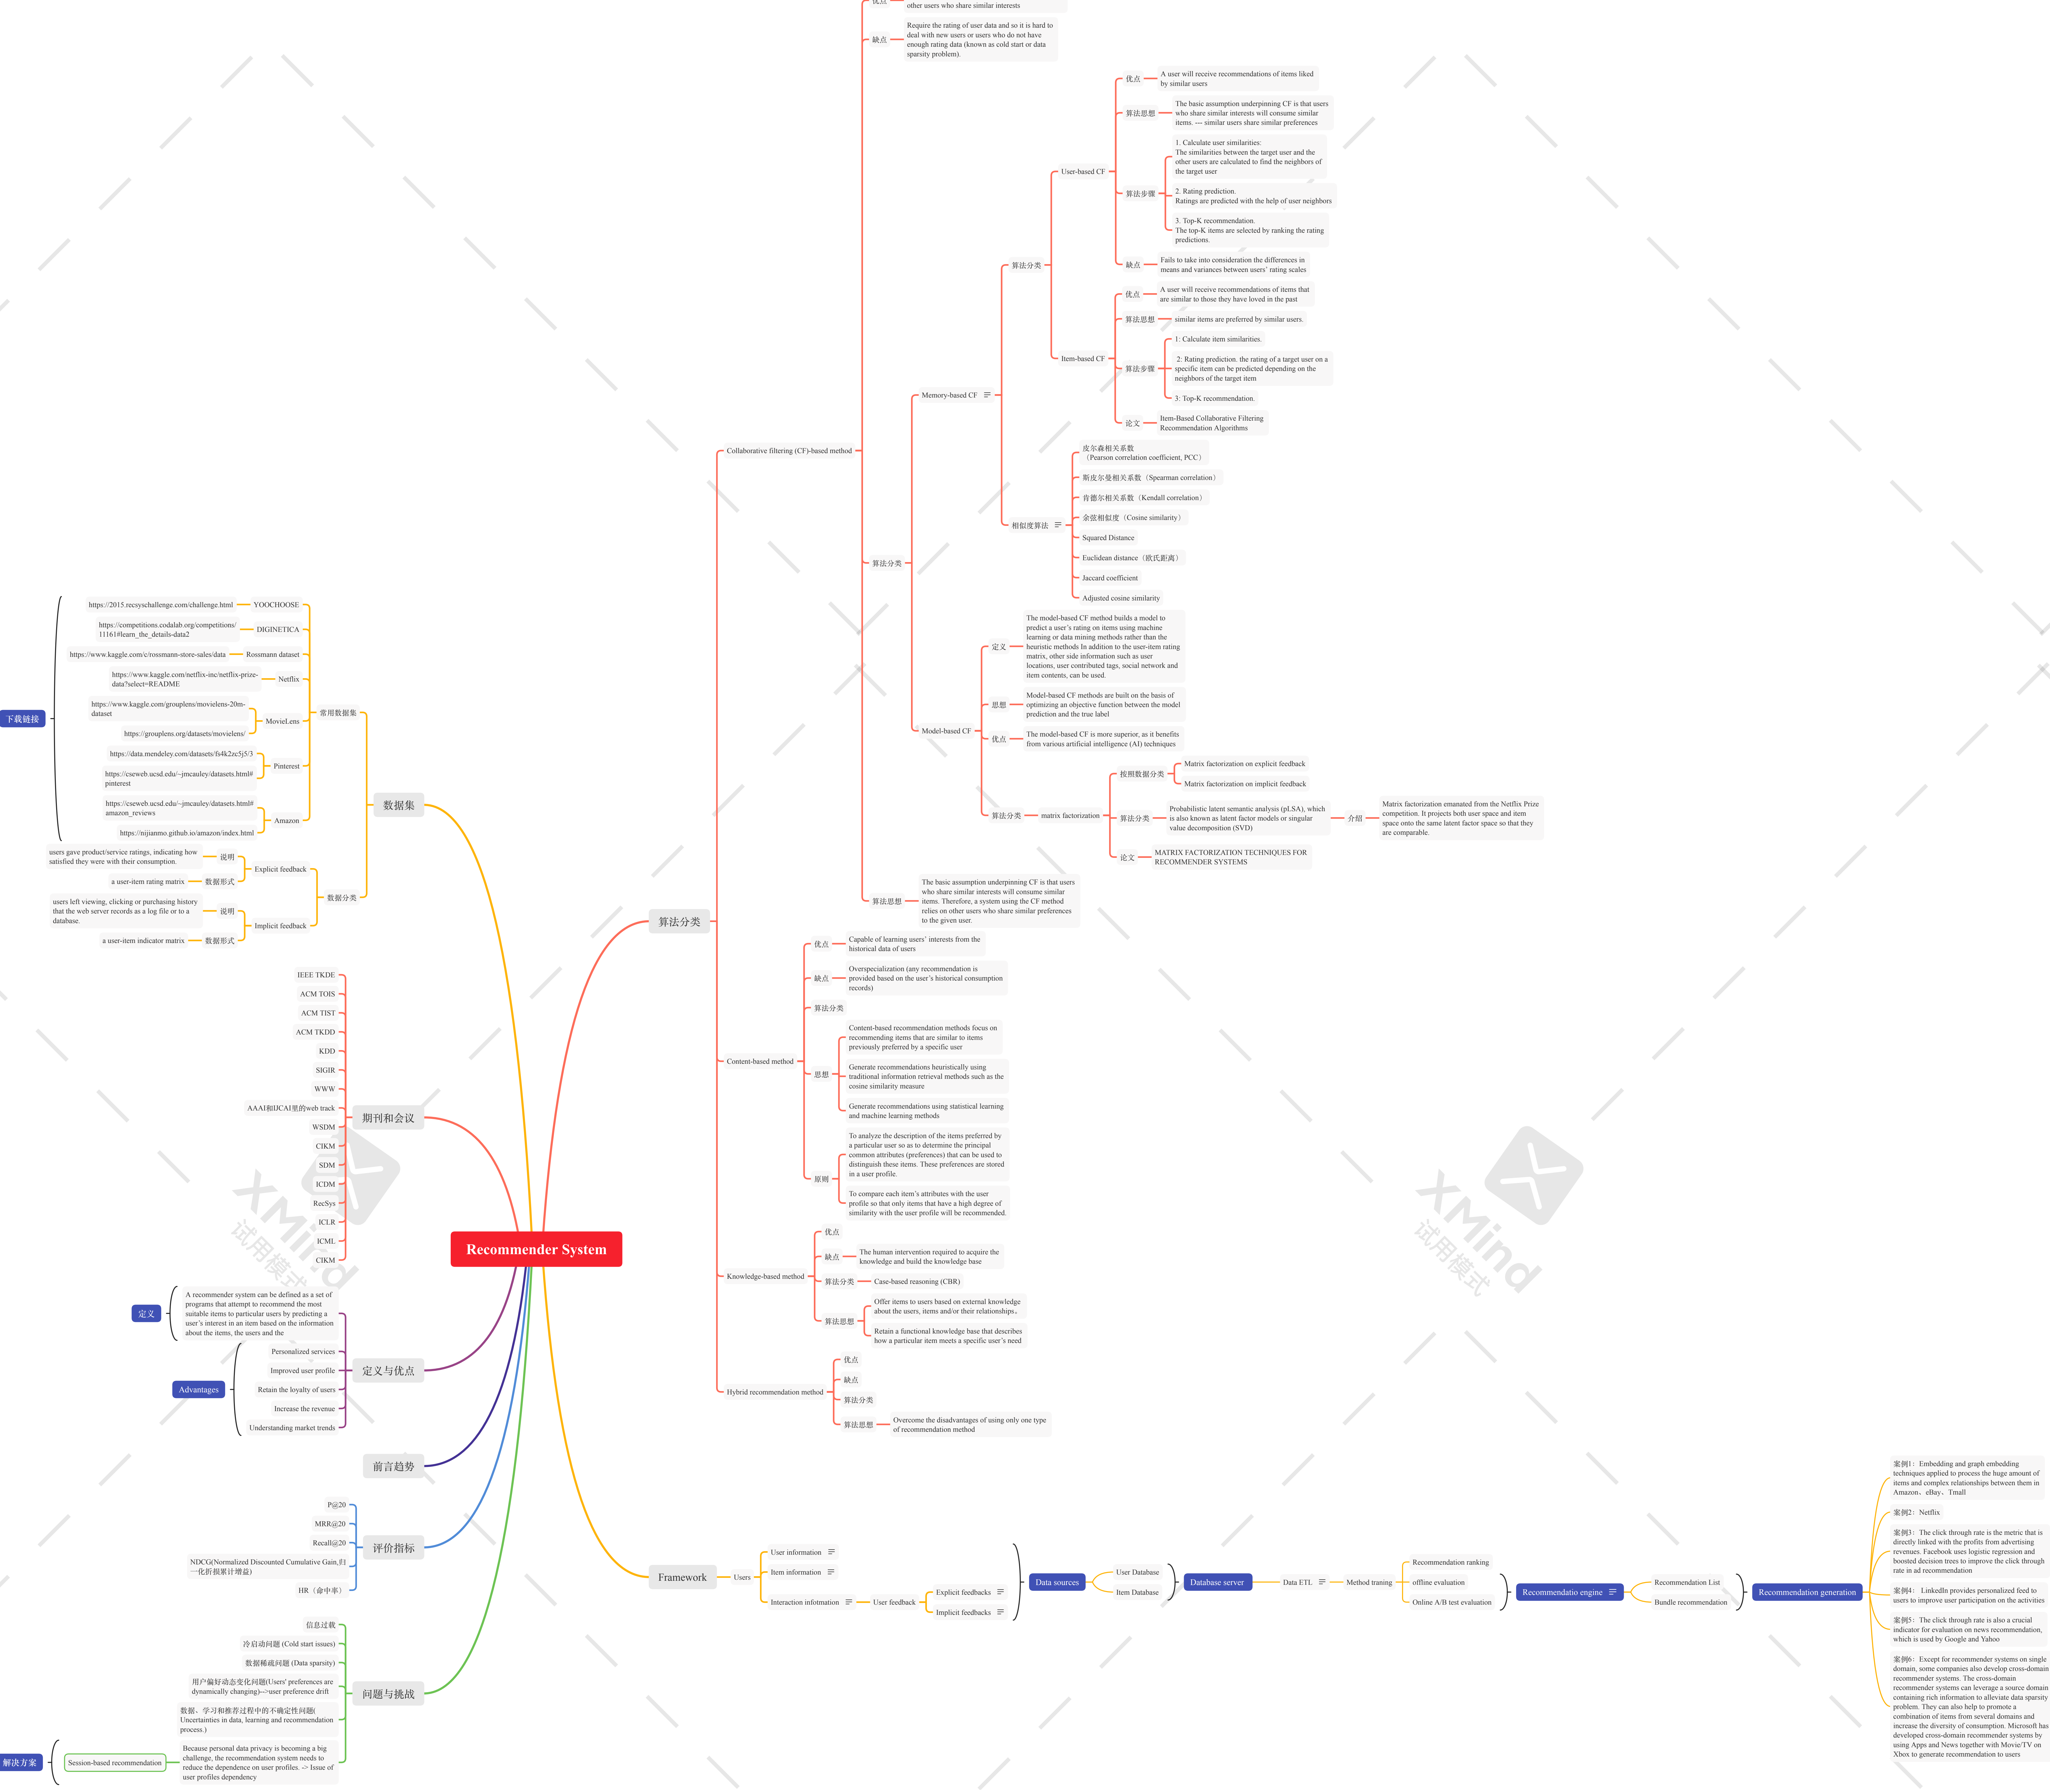 Recommender System
数据集
常用数据集
YOOCHOOSE
https://2015.recsyschallenge.com/challenge.html
DIGINETICA
https://competitions.codalab.org/competitions/
11161#learn_the_details-data2
Rossmann dataset
https://www.kaggle.com/c/rossmann-store-sales/data
Netflix
https://www.kaggle.com/netflix-inc/netflix-prize-
data?select=README
MovieLens
https://www.kaggle.com/grouplens/movielens-20m-
dataset
https://grouplens.org/datasets/movielens/
Pinterest
https://data.mendeley.com/datasets/fs4k2zc5j5/3
https://cseweb.ucsd.edu/~jmcauley/datasets.html#
pinterest
Amazon
https://cseweb.ucsd.edu/~jmcauley/datasets.html#
amazon_reviews
https://nijianmo.github.io/amazon/index.html
下载链接
数据分类
Explicit feedback
说明
users gave product/service ratings, indicating how
satisfied they were with their consumption.
数据形式
a user-item rating matrix
Implicit feedback
说明
users left viewing, clicking or purchasing history
that the web server records as a log file or to a
database.
数据形式
a user-item indicator matrix
期刊和会议
IEEE TKDE
ACM TOIS
ACM TIST
ACM TKDD
KDD
SIGIR
WWW
AAAI和IJCAI里的web track
WSDM
CIKM
SDM
ICDM
RecSys
ICLR
ICML
CIKM
定义与优点
定义
A recommender system can be defined as a set of
programs that attempt to recommend the most
suitable items to particular users by predicting a
user’s interest in an item based on the information
about the items, the users and the
Advantages
Personalized services
Improved user profile
Retain the loyalty of users
Increase the revenue
Understanding market trends
前言趋势
评价指标
P@20
MRR@20
Recall@20
NDCG(Normalized Discounted Cumulative Gain,归
一化折损累计增益)
HR（命中率）
问题与挑战
信息过载
冷启动问题 (Cold start issues)
数据稀疏问题 (Data sparsity)
用户偏好动态变化问题(Users' preferences are
dynamically changing)-->user preference drift
数据、学习和推荐过程中的不确定性问题(
Uncertainties in data, learning and recommendation
process.)
Because personal data privacy is becoming a big
challenge, the recommendation system needs to
reduce the dependence on user profiles. -> Issue of
user profiles dependency
Session-based recommendation
解决方案
算法分类
Collaborative filtering (CF)-based method
优点
other users who share similar interests
缺点
Require the rating of user data and so it is hard to
deal with new users or users who do not have
enough rating data (known as cold start or data
sparsity problem).
算法分类
Memory-based CF
算法分类
User-based CF
优点
A user will receive recommendations of items liked
by similar users
算法思想
The basic assumption underpinning CF is that users
who share similar interests will consume similar
items. --- similar users share similar preferences
算法步骤
1. Calculate user similarities:
The similarities between the target user and the
other users are calculated to find the neighbors of
the target user
2. Rating prediction.
Ratings are predicted with the help of user neighbors
3. Top-K recommendation.
The top-K items are selected by ranking the rating
predictions.
缺点
Fails to take into consideration the differences in
means and variances between users’ rating scales
Item-based CF
优点
A user will receive recommendations of items that
are similar to those they have loved in the past
算法思想
similar items are preferred by similar users.
算法步骤
1: Calculate item similarities.
2: Rating prediction. the rating of a target user on a
specific item can be predicted depending on the
neighbors of the target item
3: Top-K recommendation.
论文
Item-Based Collaborative Filtering
Recommendation Algorithms
相似度算法
皮尔森相关系数
（Pearson correlation coefficient, PCC）
斯皮尔曼相关系数（Spearman correlation）
肯德尔相关系数（Kendall correlation）
余弦相似度（Cosine similarity）
Squared Distance
Euclidean distance（欧氏距离）
Jaccard coefficient
Adjusted cosine similarity
Model-based CF
定义
The model-based CF method builds a model to
predict a user’s rating on items using machine
learning or data mining methods rather than the
heuristic methods In addition to the user-item rating
matrix, other side information such as user
locations, user contributed tags, social network and
item contents, can be used.
思想
Model-based CF methods are built on the basis of
optimizing an objective function between the model
prediction and the true label
优点
The model-based CF is more superior, as it benefits
from various artificial intelligence (AI) techniques
算法分类
matrix factorization
按照数据分类
Matrix factorization on explicit feedback
Matrix factorization on implicit feedback
算法分类
Probabilistic latent semantic analysis (pLSA), which
is also known as latent factor models or singular
value decomposition (SVD)
介绍
Matrix factorization emanated from the Netflix Prize
competition. It projects both user space and item
space onto the same latent factor space so that they
are comparable.
论文
MATRIX FACTORIZATION TECHNIQUES FOR
RECOMMENDER SYSTEMS
算法思想
The basic assumption underpinning CF is that users
who share similar interests will consume similar
items. Therefore, a system using the CF method
relies on other users who share similar preferences
to the given user.
Content-based method
优点
Capable of learning users’ interests from the
historical data of users
缺点
Overspecialization (any recommendation is
provided based on the user’s historical consumption
records)
算法分类
思想
Content-based recommendation methods focus on
recommending items that are similar to items
previously preferred by a specific user
Generate recommendations heuristically using
traditional information retrieval methods such as the
cosine similarity measure
Generate recommendations using statistical learning
and machine learning methods
原则
To analyze the description of the items preferred by
a particular user so as to determine the principal
common attributes (preferences) that can be used to
distinguish these items. These preferences are stored
in a user profile.
To compare each item’s attributes with the user
profile so that only items that have a high degree of
similarity with the user profile will be recommended.
Knowledge-based method
优点
缺点
The human intervention required to acquire the
knowledge and build the knowledge base
算法分类
Case-based reasoning (CBR)
算法思想
Offer items to users based on external knowledge
about the users, items and/or their relationships。
Retain a functional knowledge base that describes
how a particular item meets a specific user’s need
Hybrid recommendation method
优点
缺点
算法分类
算法思想
Overcome the disadvantages of using only one type
of recommendation method
Framework
Users
User information
Item information
Interaction infotmation
User feedback
Explicit feedbacks
Implicit feedbacks
Data sources
User Database
Item Database
Database server
Data ETL
Method traning
Recommendation ranking
offline evaluation
Online A/B test evaluation
Recommendatio engine
Recommendation List
Bundle recommendation
Recommendation generation
案例1：Embedding and graph embedding
techniques applied to process the huge amount of
items and complex relationships between them in
Amazon、eBay、Tmall
案例2：Netflix
案例3：The click through rate is the metric that is
directly linked with the profits from advertising
revenues. Facebook uses logistic regression and
boosted decision trees to improve the click through
rate in ad recommendation
案例4： LinkedIn provides personalized feed to
users to improve user participation on the activities
案例5：The click through rate is also a crucial
indicator for evaluation on news recommendation,
which is used by Google and Yahoo
案例6：Except for recommender systems on single
domain, some companies also develop cross-domain
recommender systems. The cross-domain
recommender systems can leverage a source domain
containing rich information to alleviate data sparsity
problem. They can also help to promote a
combination of items from several domains and
increase the diversity of consumption. Microsoft has
developed cross-domain recommender systems by
using Apps and News together with Movie/TV on
Xbox to generate recommendation to users
XMind
试用模式
XMind
试用模式